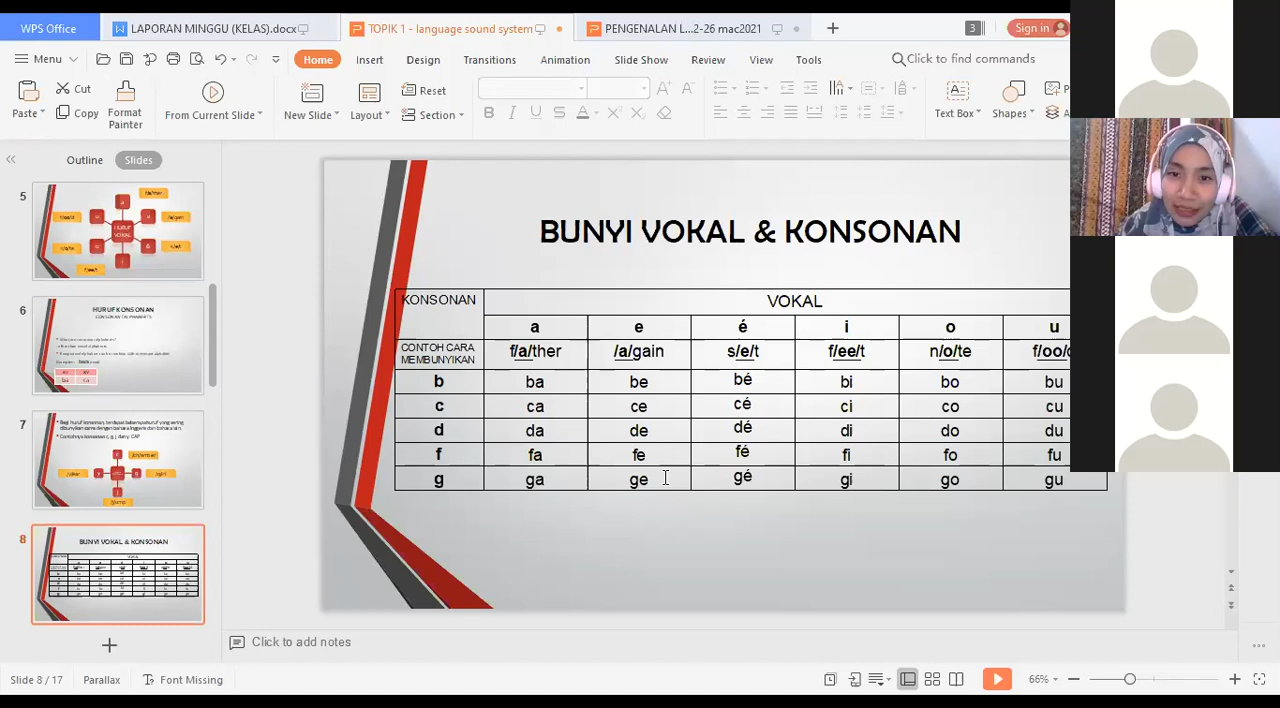 WPS Office LAPORAN MINGGU (KELAS).docx TOPIK 1 - language sound system PENGENALAN L...2-26 mac2021 3 Sign in
Menu Home Insert Design Transitions Animation Slide Show Review View Tools Click to find commands
Paste Cut Format Painter From Current Slide New Slide Layout Reset Section Text Box Shapes
Outline Slides
5
6
HURUF KONSONAN
7
8
BUNYI VOKAL & KONSONAN
BUNYI VOKAL & KONSONAN
KONSONAN VOKAL
a e é i o u
CONTOH CARA MEMBUNYIKAN f/a/ther /a/gain s/e/t f/ee/t n/o/te
b ba be bé bi bo bu
c ca ce cé ci co cu
d da de dé di do du
f fa fe fé fi fo fu
g ga ge gé gi go gu
Click to add notes
Slide 8 / 17 Parallax Font Missing 66%